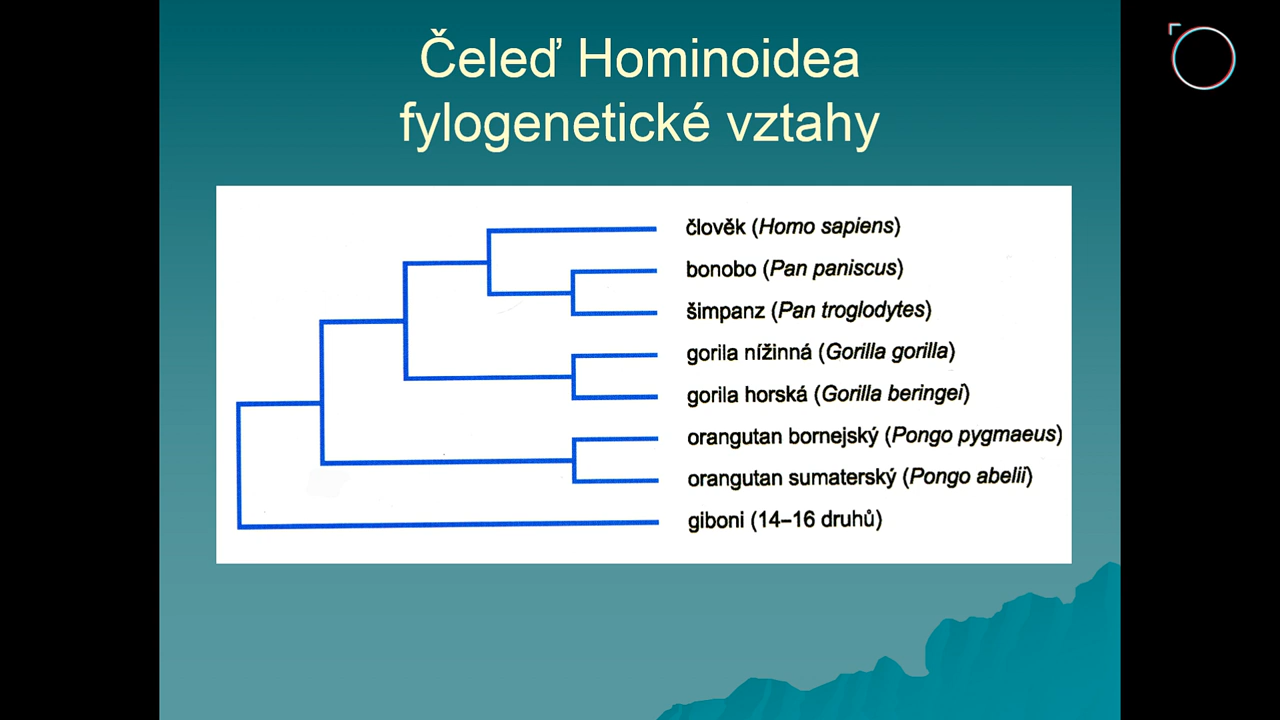 Čeleď Hominoidea
fylogenetické vztahy
člověk (Homo sapiens)
bonobo (Pan paniscus)
šimpanz (Pan troglodytes)
gorila nížinná (Gorilla gorilla)
gorila horská (Gorilla beringei)
orangutan bornejský (Pongo pygmaeus)
orangutan sumaterský (Pongo abelii)
giboni (14–16 druhů)